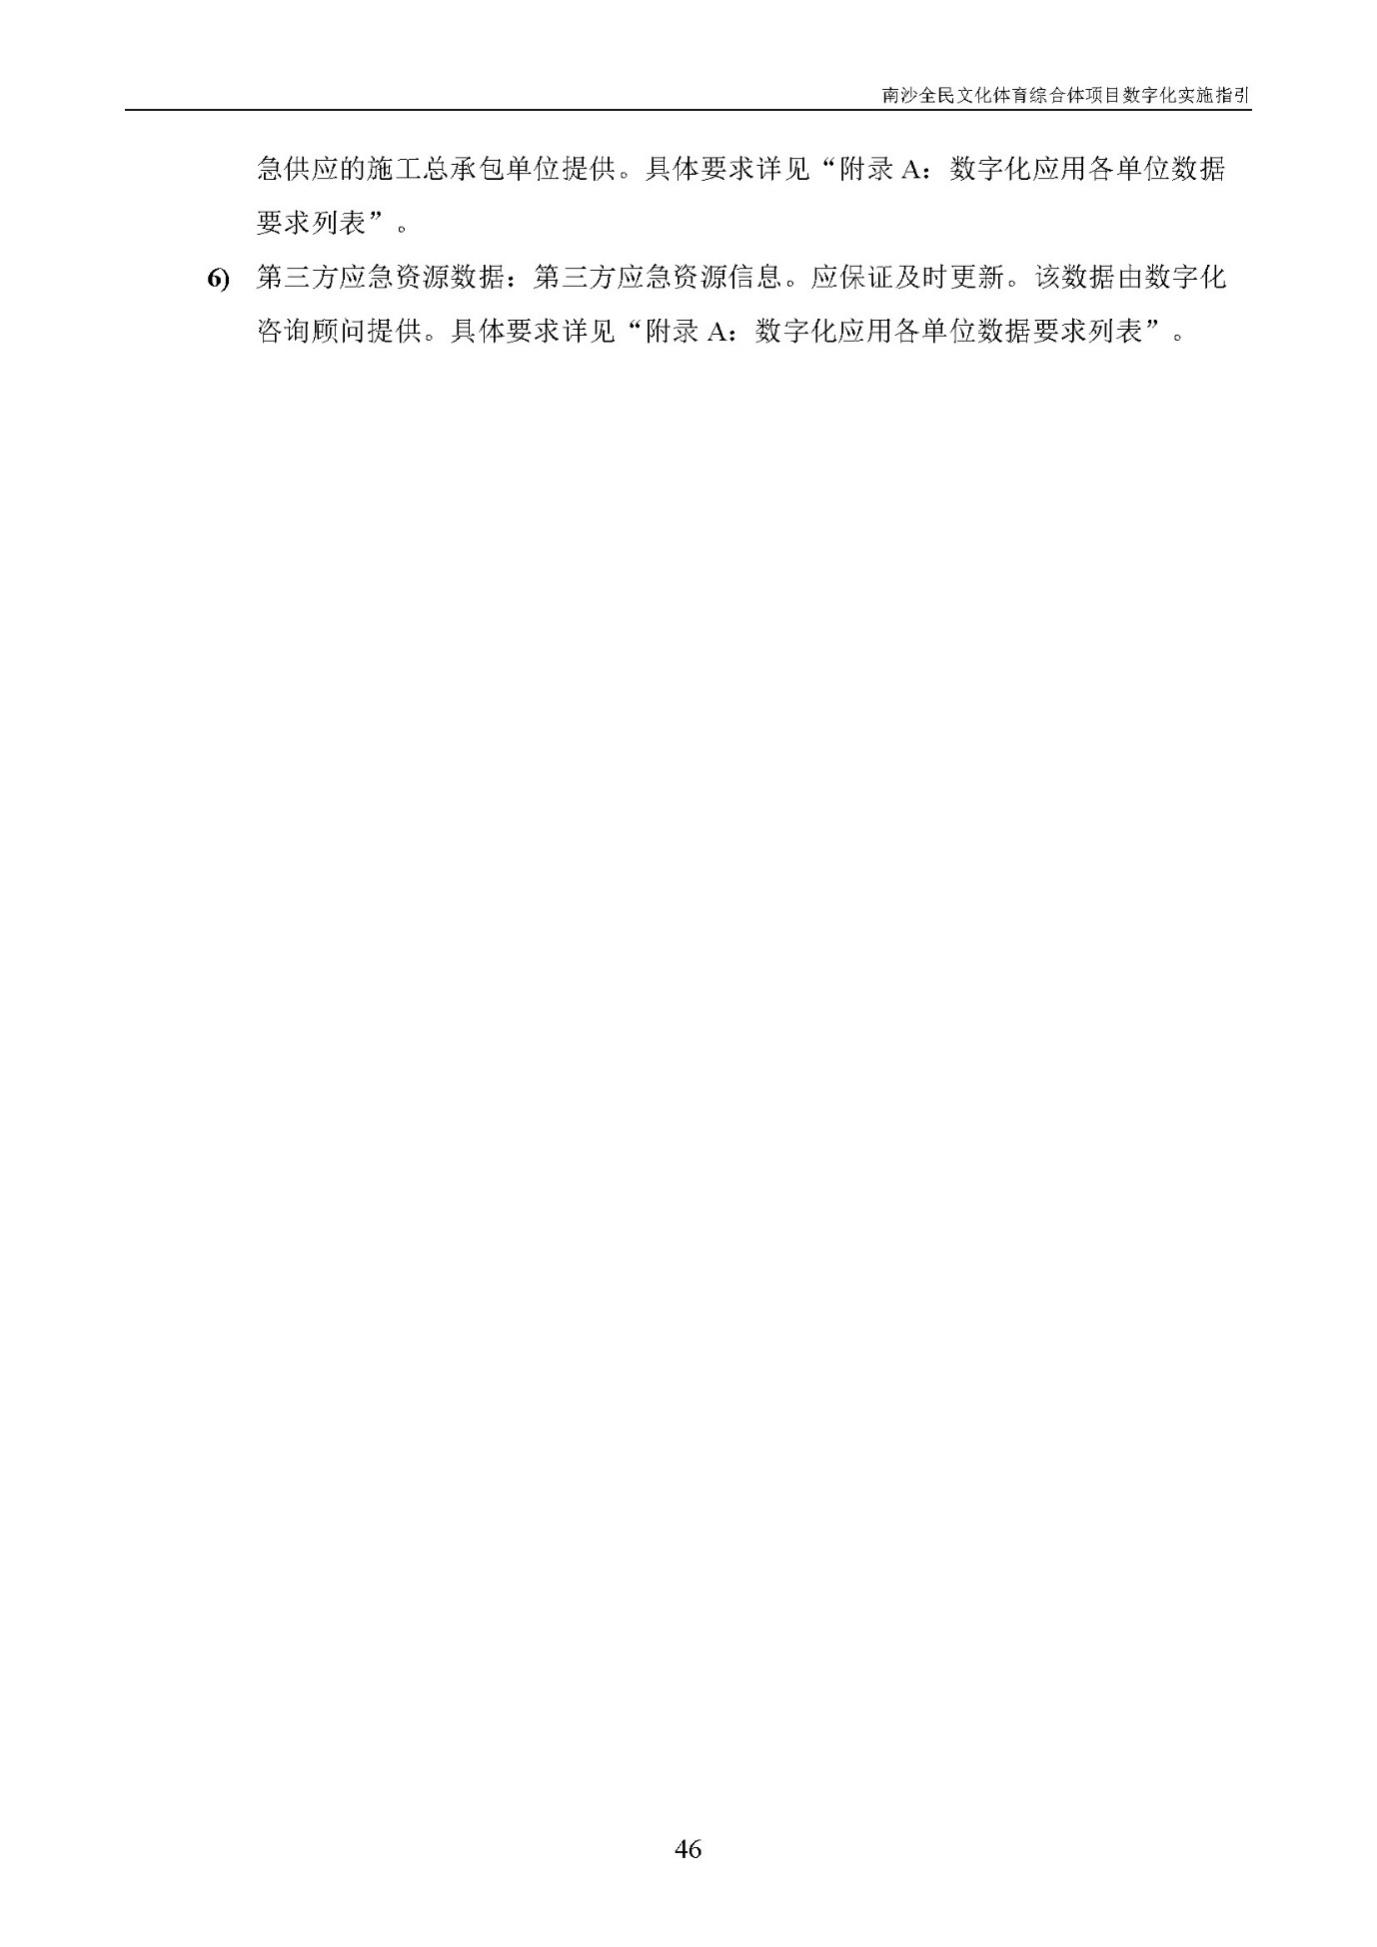 南沙全民文化体育综合体项目数字化实施指引
急供应的施工总承包单位提供。具体要求详见“附录 A：数字化应用各单位数据
要求列表”。
6) 第三方应急资源数据：第三方应急资源信息。应保证及时更新。该数据由数字化
咨询顾问提供。具体要求详见“附录 A：数字化应用各单位数据要求列表”。
46